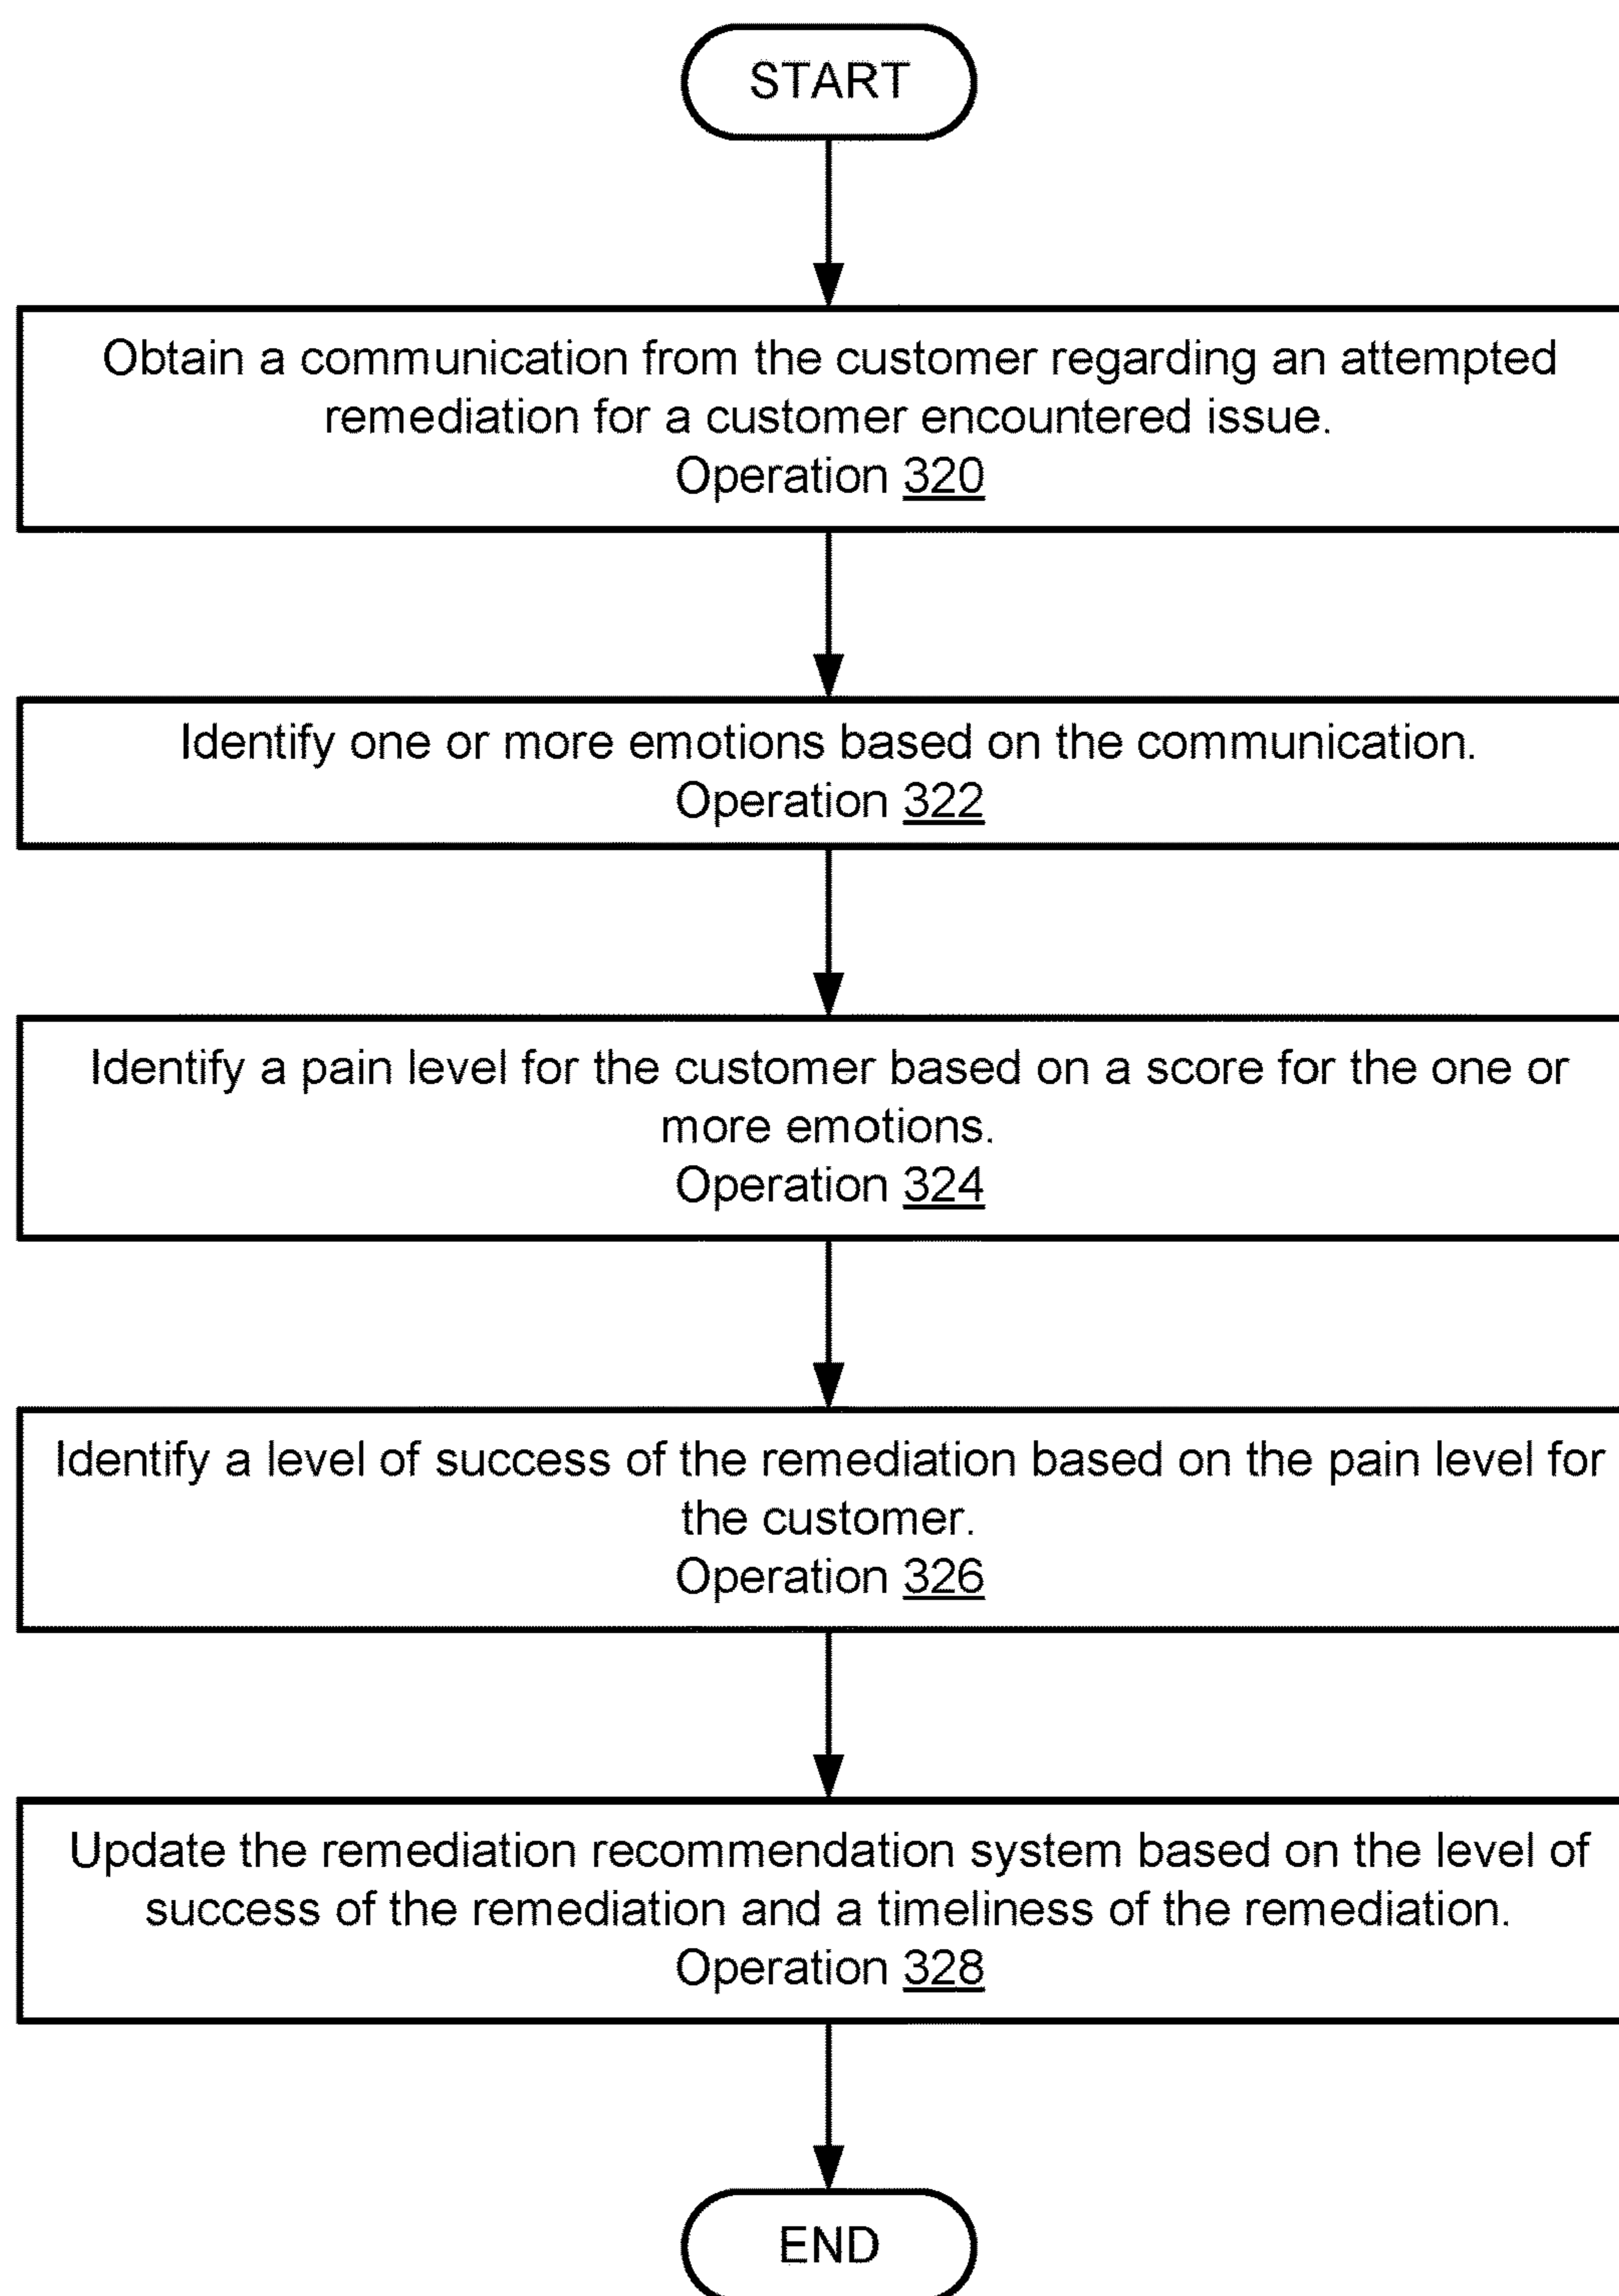 START
Obtain a communication from the customer regarding an attempted
remediation for a customer encountered issue.
Operation 320
Identify one or more emotions based on the communication.
Operation 322
Identify a pain level for the customer based on a score for the one or
more emotions.
Operation 324
Identify a level of success of the remediation based on the pain level for
the customer.
Operation 326
Update the remediation recommendation system based on the level of
success of the remediation and a timeliness of the remediation.
Operation 328
END